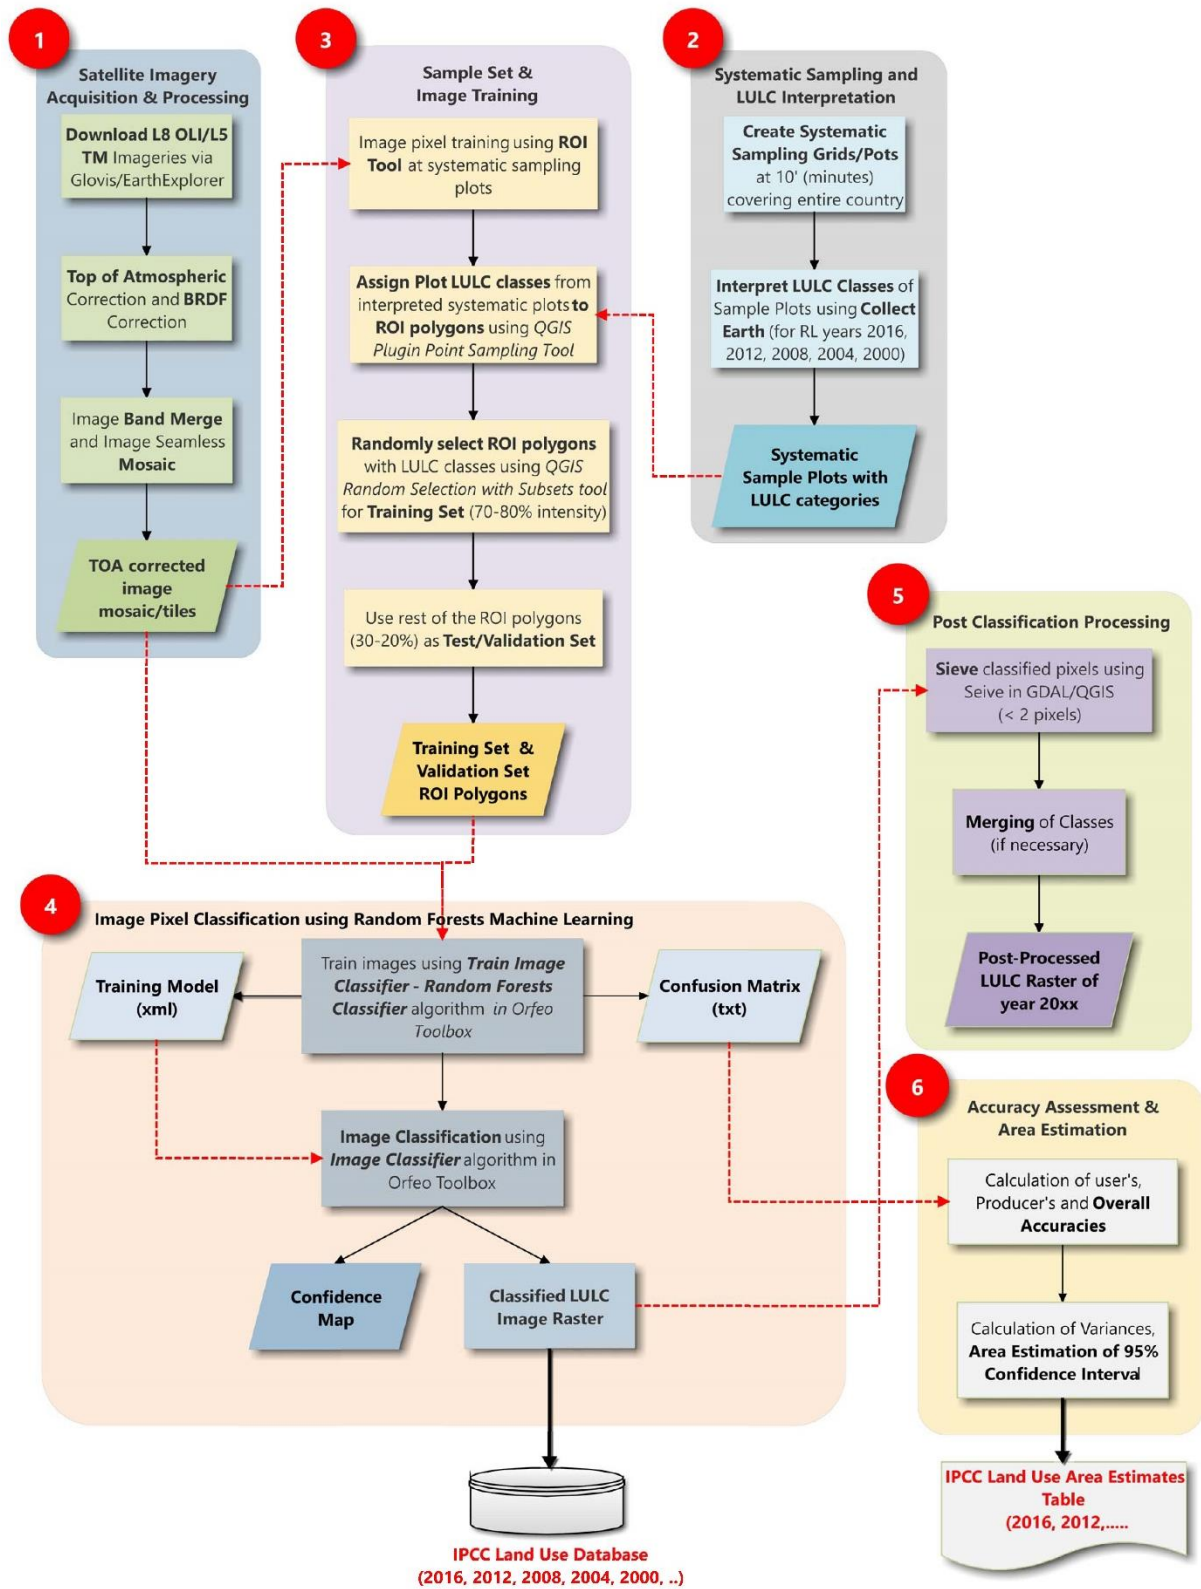 1
Satellite Imagery
Acquisition & Processing
Download L8 OLI/L5
TM Imageries via
Glovis/EarthExplorer
Top of Atmospheric
Correction and BRDF
Correction
Image Band Merge
and Image Seamless
Mosaic
TOA corrected
image
mosaic/tiles
3
Sample Set &
Image Training
Image pixel training using ROI
Tool at systematic sampling
plots
Assign Plot LULC classes from
interpreted systematic plots to
ROI polygons using QGIS
Plugin Point Sampling Tool
Randomly select ROI polygons
with LULC classes using QGIS
Random Selection with Subsets tool
for Training Set (70-80% intensity)
Use rest of the ROI polygons
(30-20%) as Test/Validation Set
Training Set &
Validation Set
ROI Polygons
2
Systematic Sampling and
LULC Interpretation
Create Systematic
Sampling Grids/Pots
at 10' (minutes)
covering entire country
Interpret LULC Classes of
Sample Plots using Collect
Earth (for RL years 2016,
2012, 2008, 2004, 2000)
Systematic
Sample Plots with
LULC categories
4
Image Pixel Classification using Random Forests Machine Learning
Training Model
(xml)
Train images using Train Image
Classifier - Random Forests
Classifier algorithm in Orfeo
Toolbox
Confusion Matrix
(txt)
Image Classification using
Image Classifier algorithm in
Orfeo Toolbox
Confidence
Map
Classified LULC
Image Raster
IPCC Land Use Database
(2016, 2012, 2008, 2004, 2000, ..)
5
Post Classification Processing
Sieve classified pixels using
Seive in GDAL/QGIS
(< 2 pixels)
Merging of Classes
(if necessary)
Post-Processed
LULC Raster of
year 20xx
6
Accuracy Assessment &
Area Estimation
Calculation of user's,
Producer's and Overall
Accuracies
Calculation of Variances,
Area Estimation of 95%
Confidence Interval
IPCC Land Use Area Estimates
Table
(2016, 2012,.....